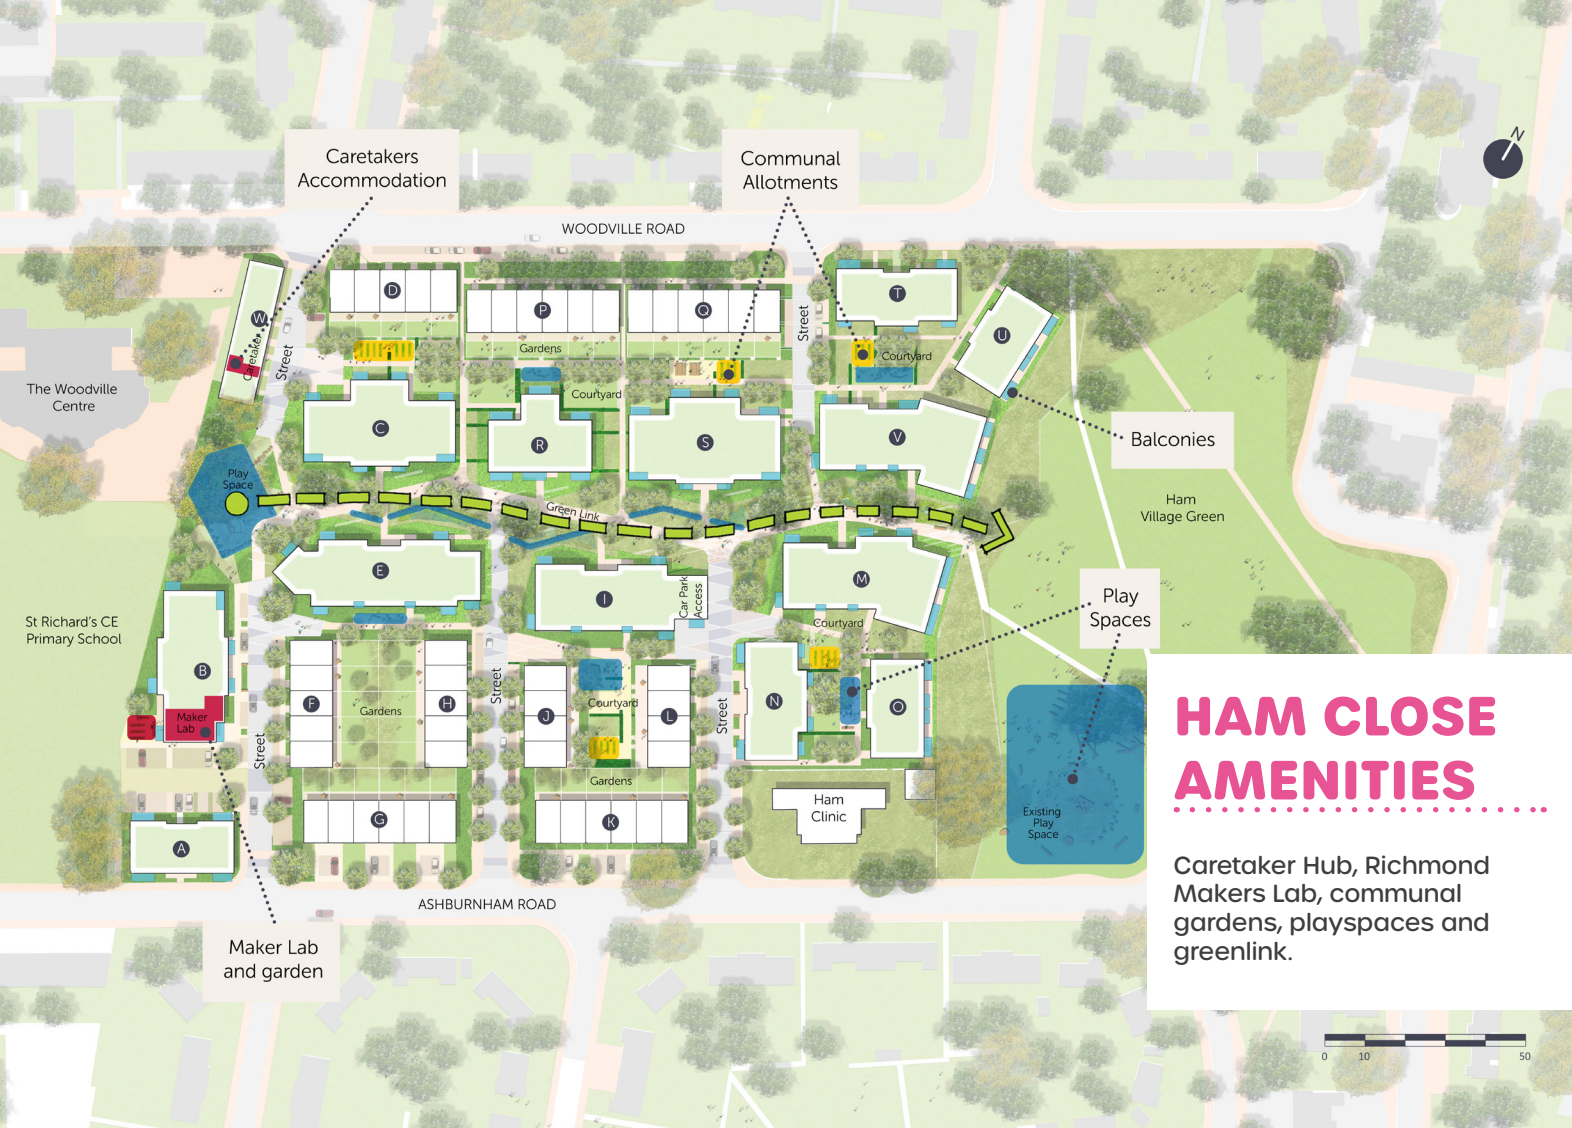 N
Caretakers
Accommodation
Communal
Allotments
WOODVILLE ROAD
W
Caretaker
Street
D
P
Q
Gardens
Courtyard
Street
T
Courtyard
U
The Woodville
Centre
C
R
S
V
Balconies
Play
Space
Green Link
Ham
Village Green
E
I
Car Park
Access
M
Courtyard
Play
Spaces
St Richard's CE
Primary School
B
Maker
Lab
Street
F
Gardens
H
Street
J
Courtyard
L
Street
N
O
Gardens
G
K
A
Ham
Clinic
Existing
Play
Space
ASHBURNHAM ROAD
Maker Lab
and garden
HAM CLOSE
AMENITIES
Caretaker Hub, Richmond
Makers Lab, communal
gardens, playspaces and
greenlink.
0 10 50